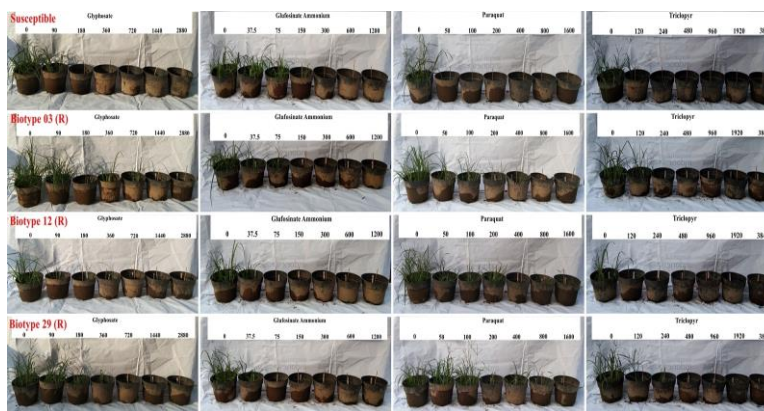 Susceptible
Glyphosate
0 90 180 360 720 1440 2880
Glufosinate Ammonium
0 37.5 75 150 300 600 1200
Paraquat
0 50 100 200 400 800 1600
Triclopyr
0 120 240 480 960 1920
Biotype 03 (R)
Glyphosate
0 90 180 360 720 1440 2880
Glufosinate Ammonium
0 37.5 75 150 300 600 1200
Paraquat
0 50 100 200 400 800 1600
Triclopyr
0 120 240 480 960 1920
Biotype 12 (R)
Glyphosate
0 90 180 360 720 1440 2880
Glufosinate Ammonium
0 37.5 75 150 300 600 1200
Paraquat
0 50 100 200 400 800 1600
Triclopyr
0 120 240 480 960 1920
Biotype 29 (R)
Glyphosate
0 90 180 360 720 1440 2880
Glufosinate Ammonium
0 37.5 75 150 300 600 1200
Paraquat
0 50 100 200 400 800 1600
Triclopyr
0 120 240 480 960 1920